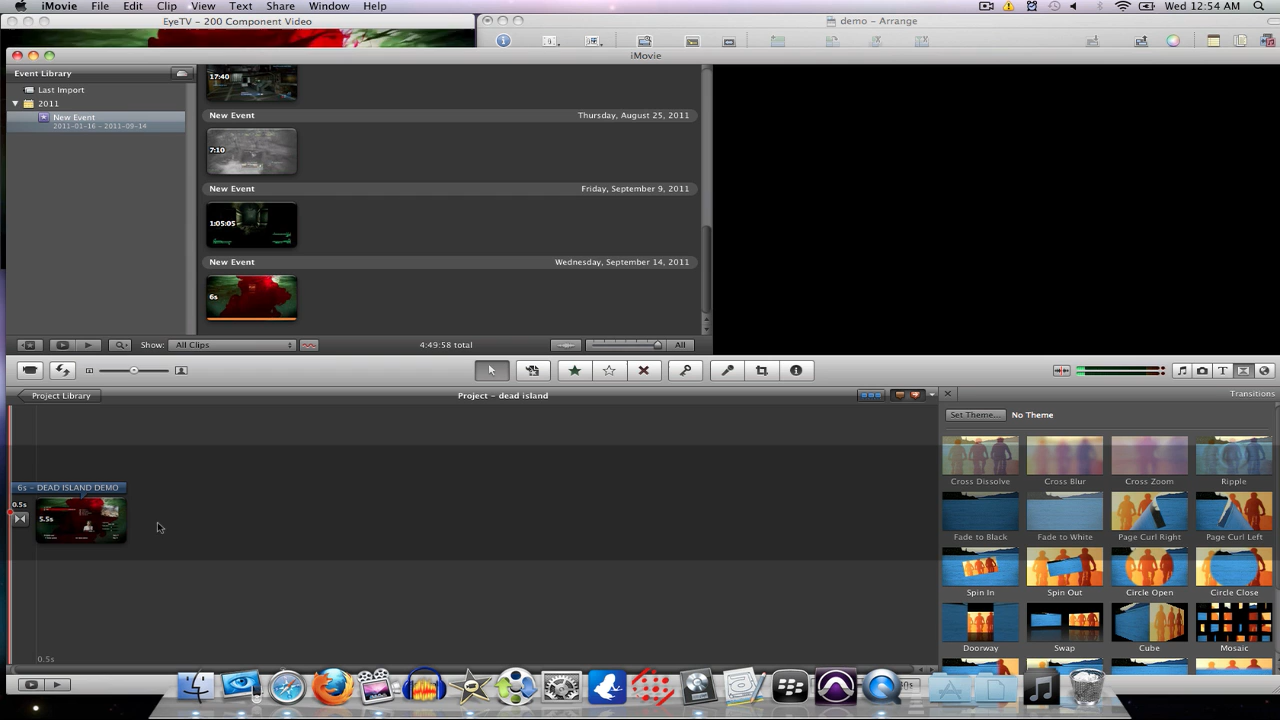 iMovie File Edit Clip View Text Share Window Help Wed 12:54 AM
EyeTV - 200 Component Video
demo - Arrange
iMovie
Event Library
Last Import
2011
New Event
2011-01-16 - 2011-09-14
17:40
New Event Thursday, August 25, 2011
7:10
New Event Friday, September 9, 2011
1:05:05
New Event Wednesday, September 14, 2011
6s
Show: All Clips 4:49:58 total All
Project Library Project - dead island Transitions
Set Theme... No Theme
Cross Dissolve Cross Blur Cross Zoom Ripple
6s - DEAD ISLAND DEMO
0.5s
5.5s
Fade to Black Fade to White Page Curl Right Page Curl Left
Spin In Spin Out Circle Open Circle Close
Doorway Swap Cube Mosaic
0.5s